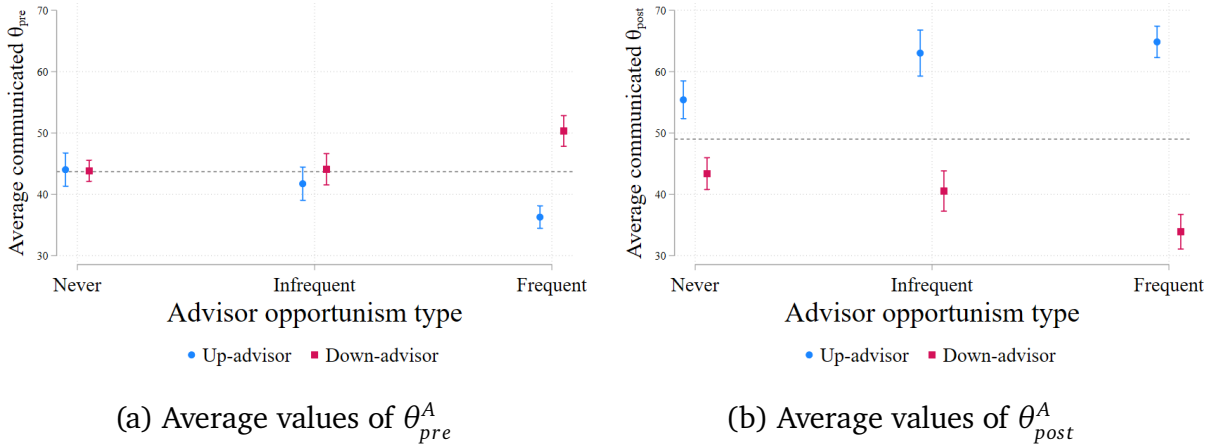 Average communicated θpre
70
60
50
40
30
Never Infrequent Frequent
Advisor opportunism type
Up-advisor Down-advisor
(a) Average values of θ^A_pre
Average communicated θpost
70
60
50
40
30
Never Infrequent Frequent
Advisor opportunism type
Up-advisor Down-advisor
(b) Average values of θ^A_post